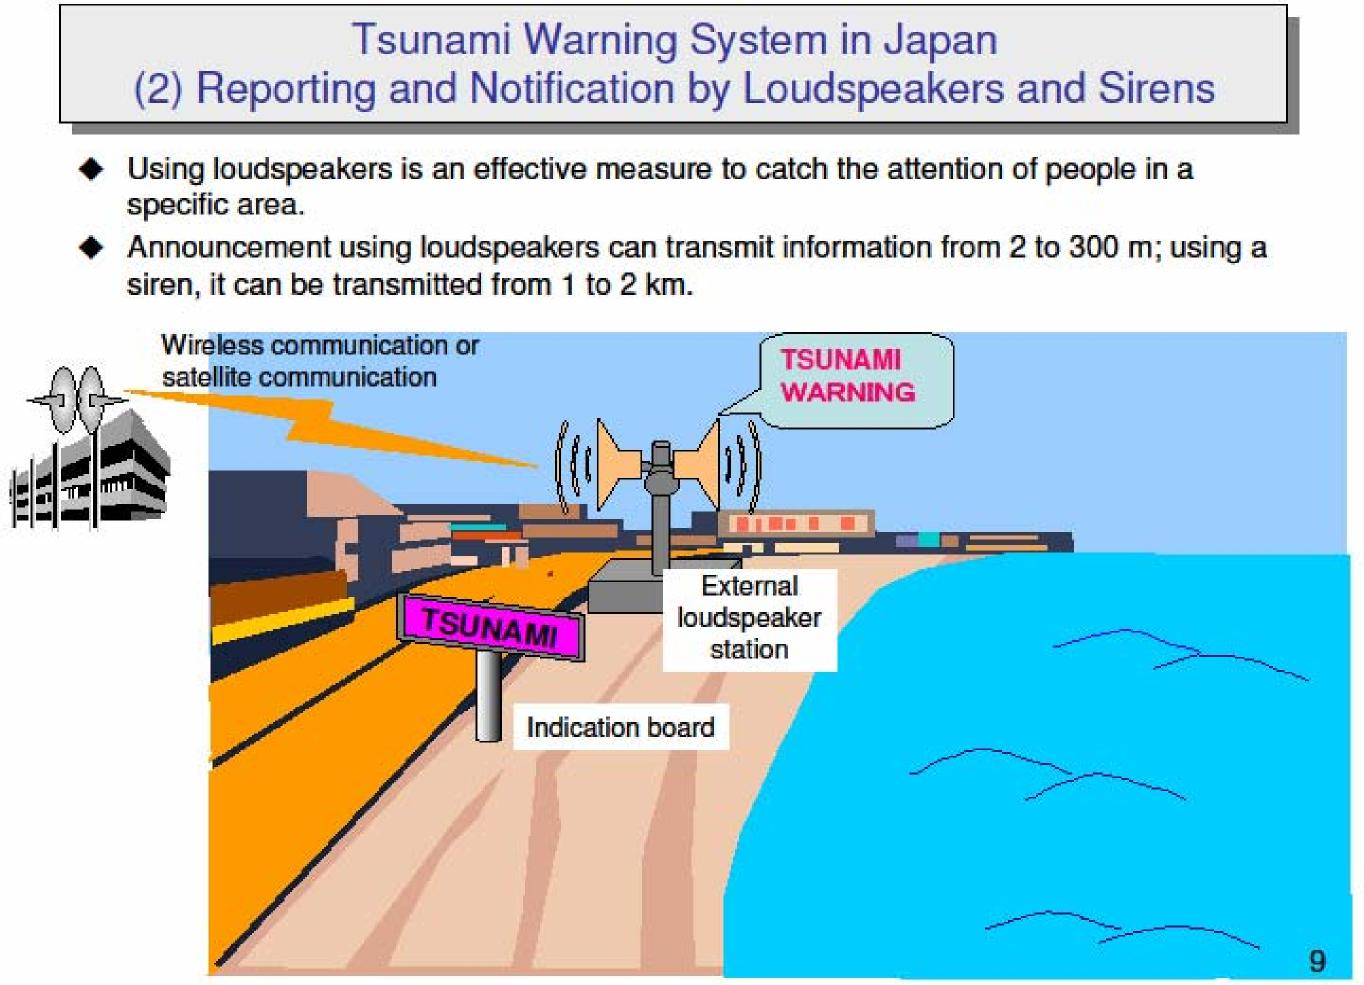 Tsunami Warning System in Japan
(2) Reporting and Notification by Loudspeakers and Sirens
◆ Using loudspeakers is an effective measure to catch the attention of people in a
specific area.
◆ Announcement using loudspeakers can transmit information from 2 to 300 m; using a
siren, it can be transmitted from 1 to 2 km.
Wireless communication or
satellite communication
TSUNAMI
WARNING
External
loudspeaker
station
TSUNAMI
Indication board
9